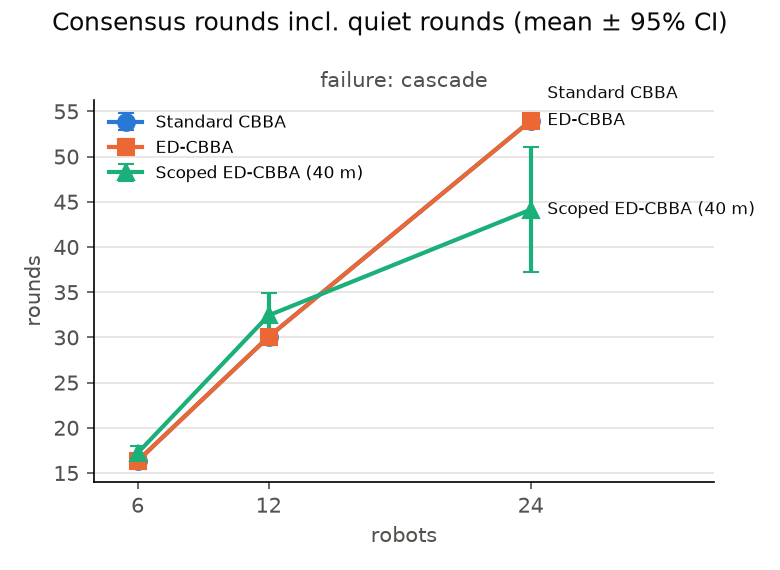 Consensus rounds incl. quiet rounds (mean ± 95% CI)
failure: cascade
Standard CBBA
ED-CBBA
Scoped ED-CBBA (40 m)
Standard CBBA
ED-CBBA
Scoped ED-CBBA (40 m)
55
50
45
40
35
30
25
20
15
rounds
6 12 24
robots